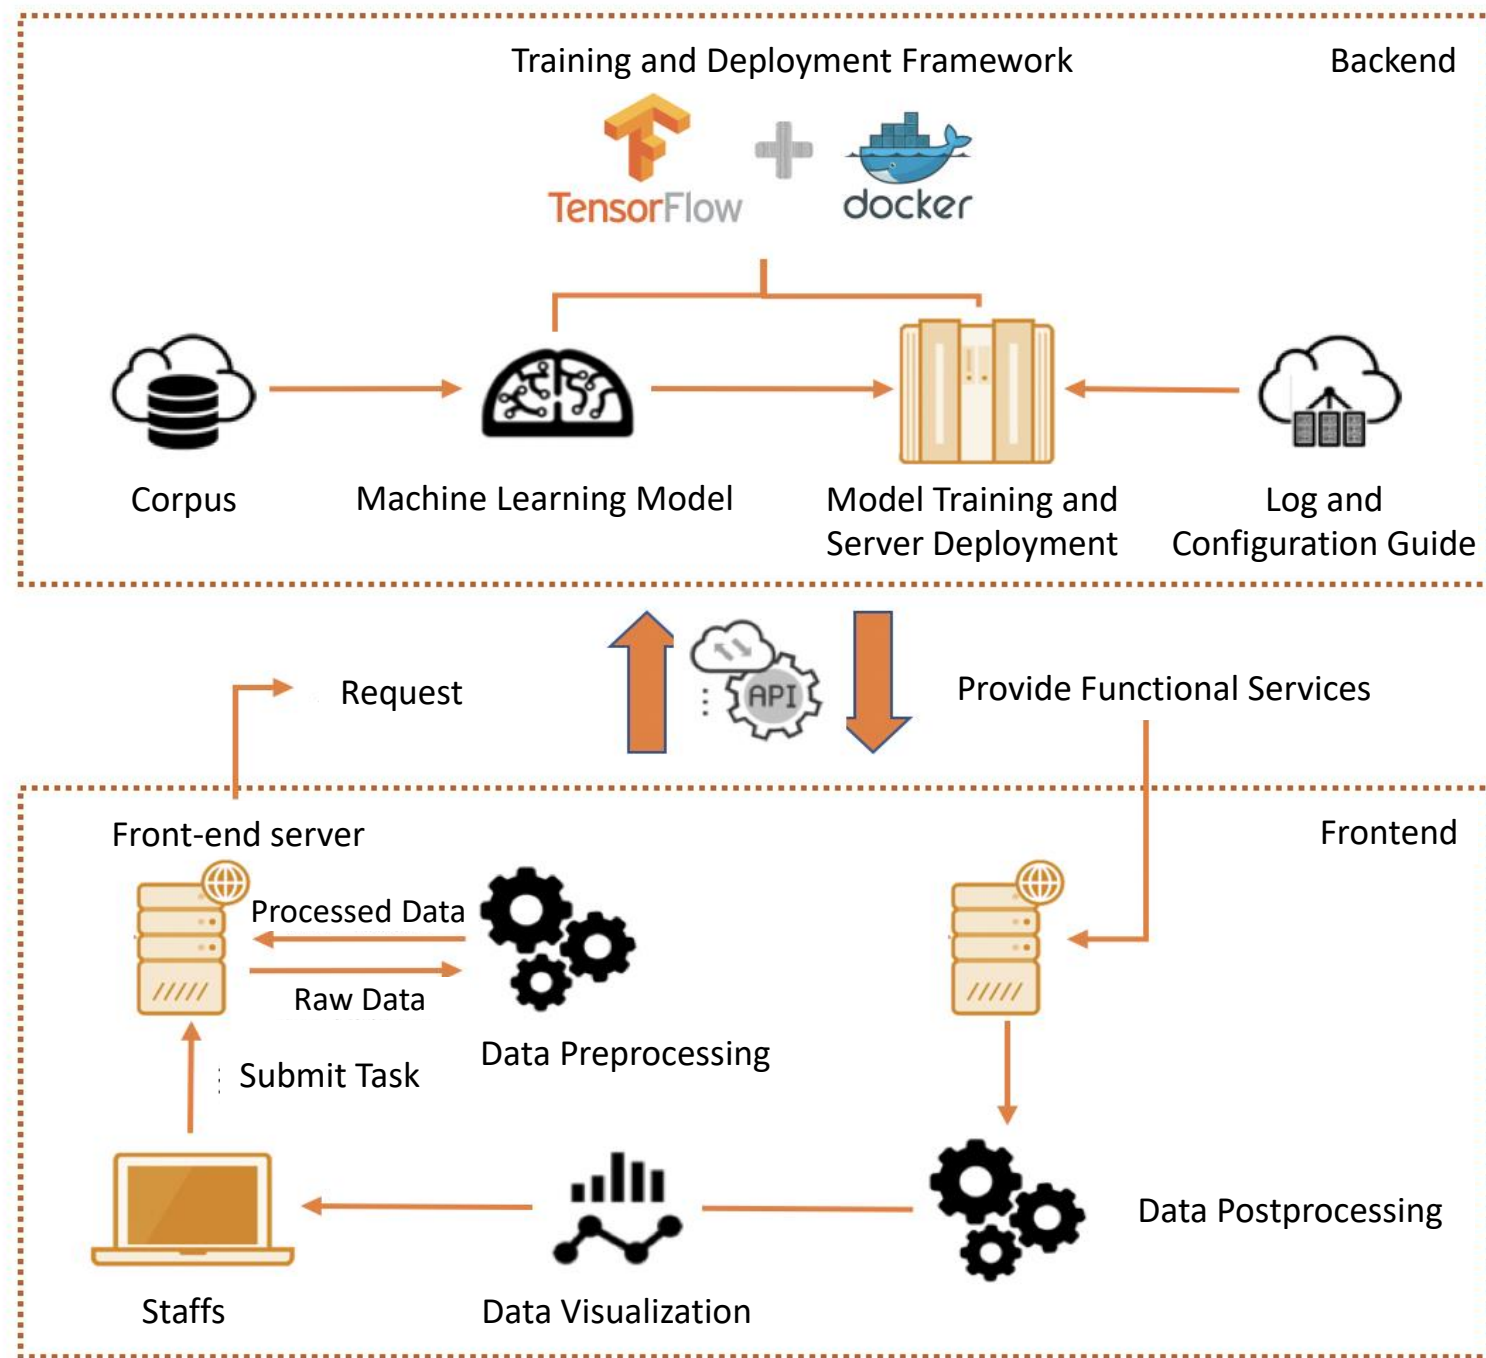 Training and Deployment Framework
Backend
TensorFlow
docker
Corpus
Machine Learning Model
Model Training and
Server Deployment
Log and
Configuration Guide
Request
API
Provide Functional Services
Front-end server
Frontend
Processed Data
Raw Data
Data Preprocessing
Submit Task
Data Postprocessing
Staffs
Data Visualization